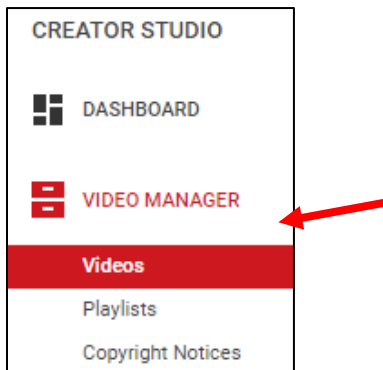 CREATOR STUDIO
DASHBOARD
VIDEO MANAGER
Videos
Playlists
Copyright Notices